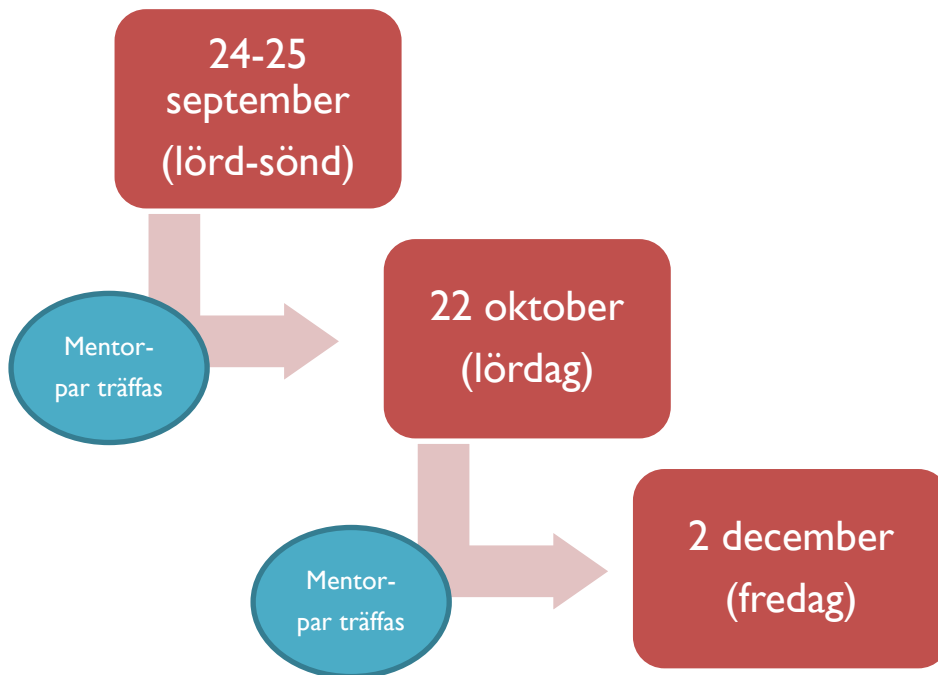 24-25
september
(lörd-sönd)
Mentor-
par träffas
22 oktober
(lördag)
Mentor-
par träffas
2 december
(fredag)